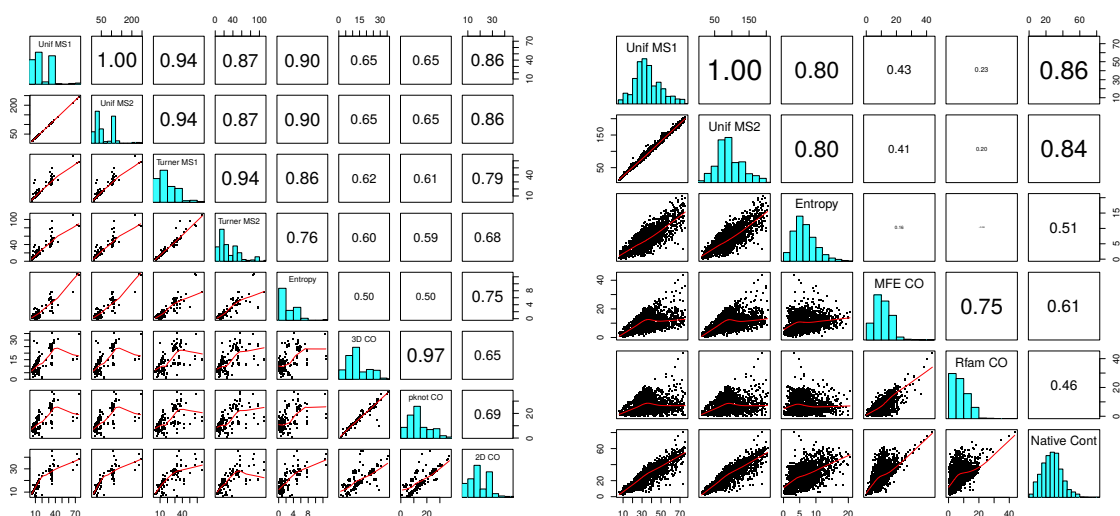 50 200 0 40 100 0 15 30 10 30
Unif MS1 1.00 0.94 0.87 0.90 0.65 0.65 0.86 10 40 70
50 200 Unif MS2 0.94 0.87 0.90 0.65 0.65 0.86
Turner MS1 0.94 0.86 0.62 0.61 0.79 10 40
0 40 100 Turner MS2 0.76 0.60 0.59 0.68
Entropy 0.50 0.50 0.75 0 4 8
0 15 30 3D CO 0.97 0.65
pknot CO 0.69 0 20
10 30 2D CO
10 40 70 10 40 0 4 8 0 20
50 150 0 20 40 0 20 60
Unif MS1 1.00 0.80 0.43 0.23 0.86 10 30 50 70
50 150 Unif MS2 0.80 0.41 0.20 0.84
Entropy 0.16 0.51 0 5 15
0 20 40 MFE CO 0.75 0.61
Rfam CO 0.46 0 20 40
0 20 40 60 80 Native Cont
10 30 50 70 0 5 10 20 0 20 40